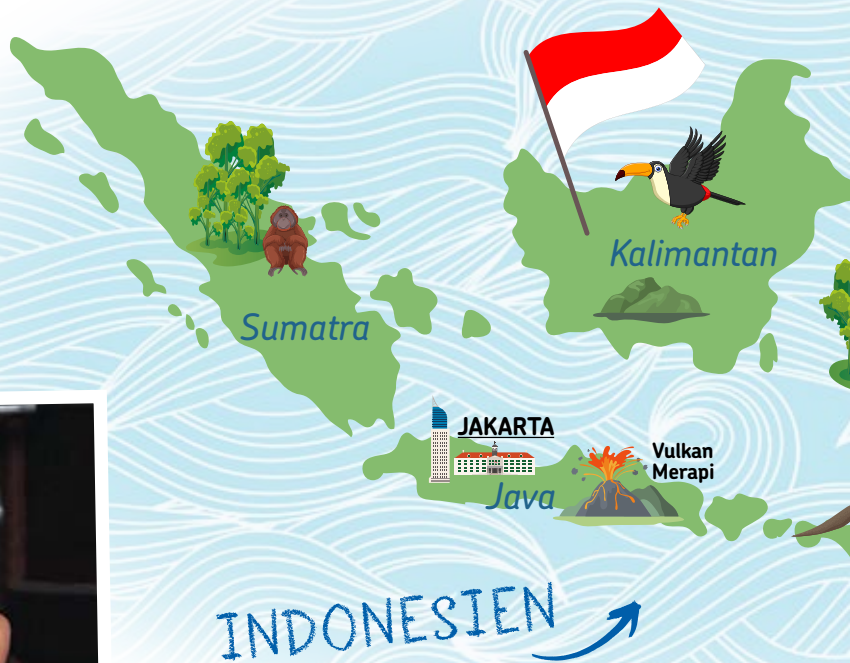 Kalimantan
Sumatra
JAKARTA
Vulkan
Merapi
Java
INDONESIEN